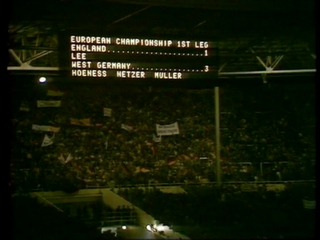 EUROPEAN CHAMPIONSHIP 1ST LEG
ENGLAND..............1
LEE
WEST GERMANY.........3
HOENESS NETZER MULLER